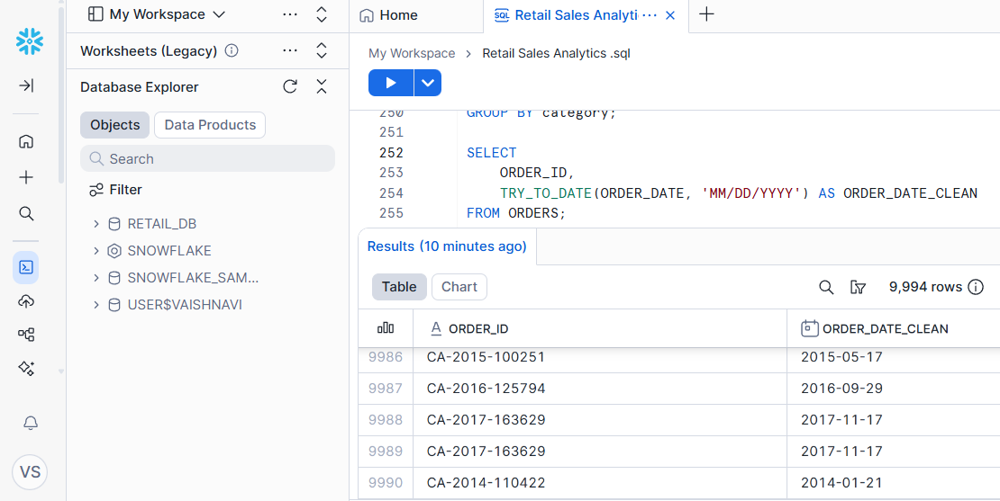 My Workspace
Worksheets (Legacy)
Database Explorer
Objects
Data Products
Search
Filter
RETAIL_DB
SNOWFLAKE
SNOWFLAKE_SAM...
USER$VAISHNAVI
VS
Home
SQL Retail Sales Analyti...
My Workspace > Retail Sales Analytics .sql
250 GROUP BY category;
251
252 SELECT
253 ORDER_ID,
254 TRY_TO_DATE(ORDER_DATE, 'MM/DD/YYYY') AS ORDER_DATE_CLEAN
255 FROM ORDERS;
Results (10 minutes ago)
Table
Chart
9,994 rows
A ORDER_ID ORDER_DATE_CLEAN
9986 CA-2015-100251 2015-05-17
9987 CA-2016-125794 2016-09-29
9988 CA-2017-163629 2017-11-17
9989 CA-2017-163629 2017-11-17
9990 CA-2014-110422 2014-01-21